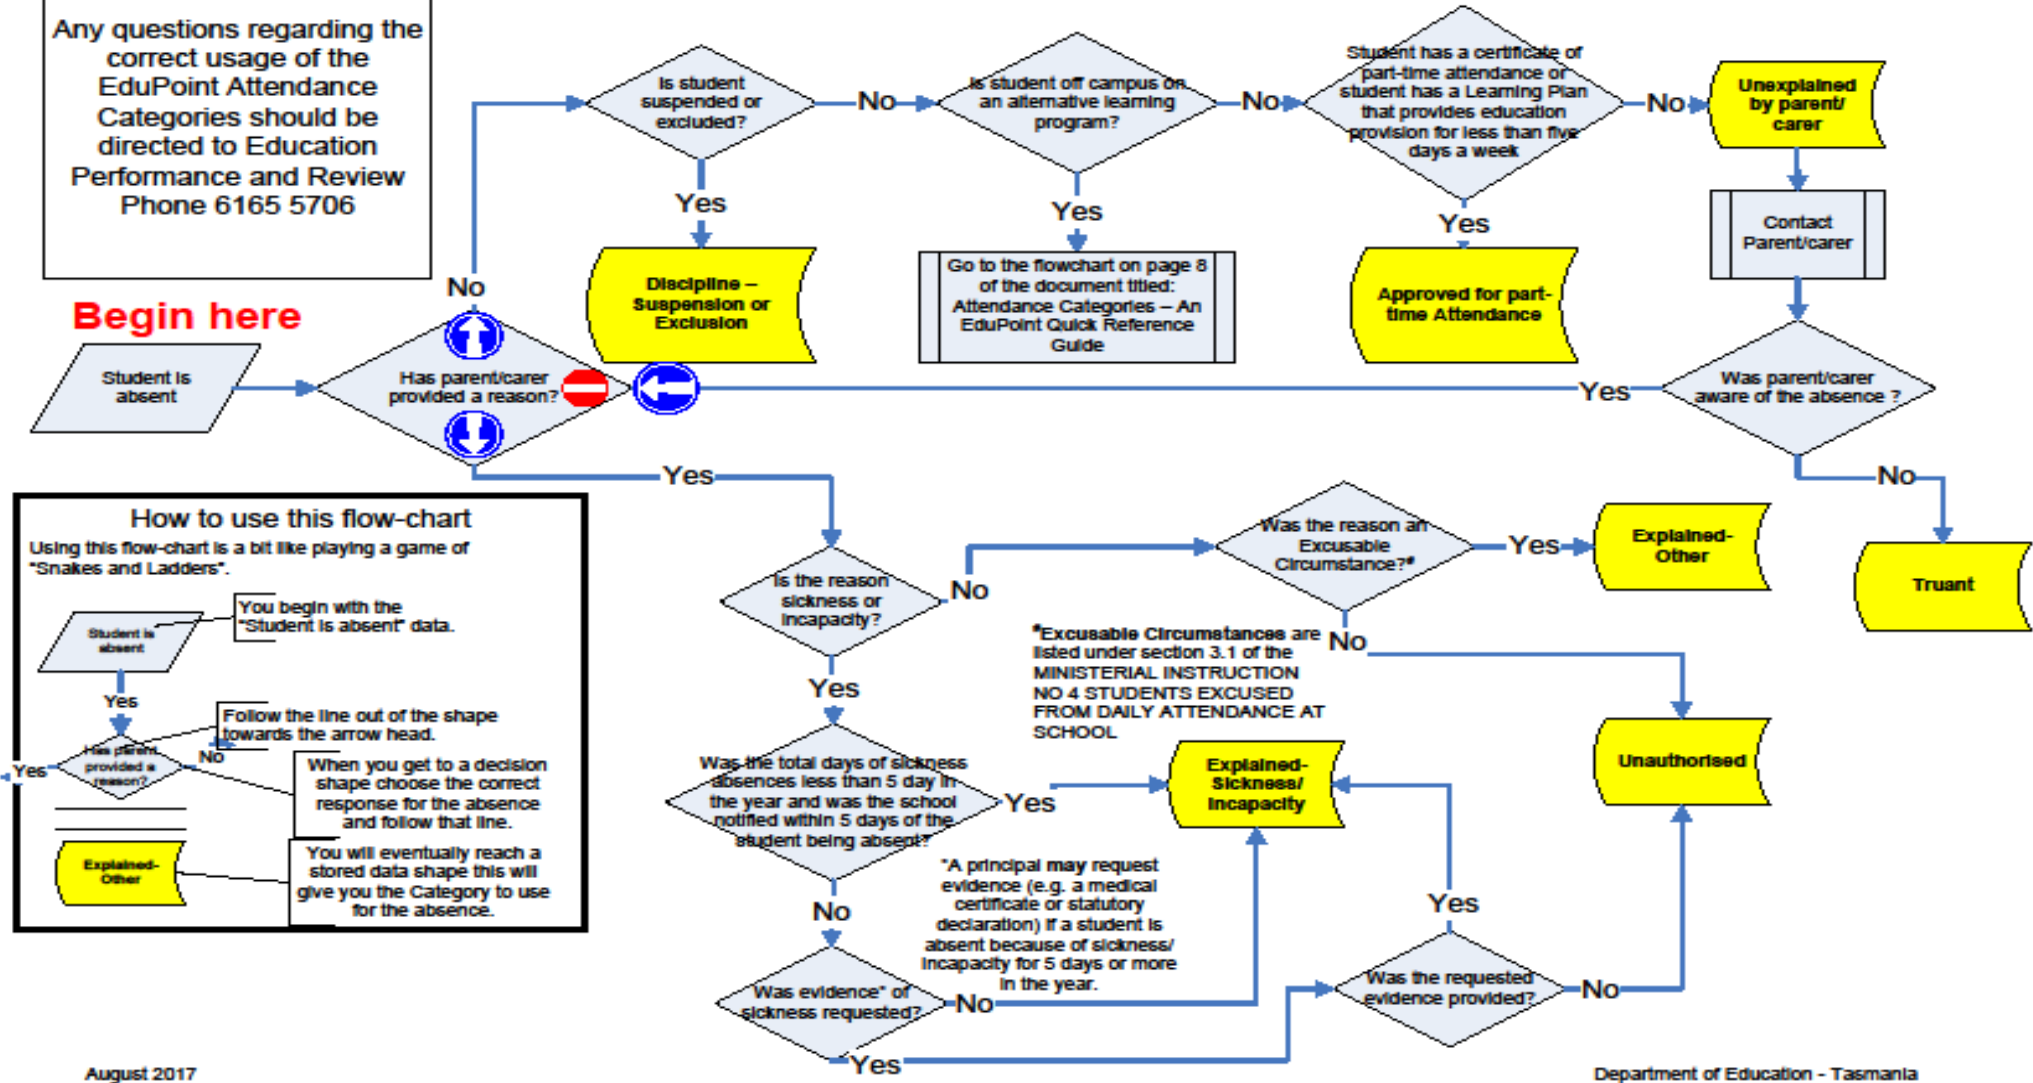 Any questions regarding the
correct usage of the
EduPoint Attendance
Categories should be
directed to Education
Performance and Review
Phone 6165 5706
Is student
suspended or
excluded?
No
Is student off campus on
an alternative learning
program?
No
Student has a certificate of
part-time attendance or
student has a Learning Plan
that provides education
provision for less than five
days a week
No
Unexplained
by parent/
carer
Yes
Yes
Yes
Contact
Parent/carer
Discipline –
Suspension or
Exclusion
Go to the flowchart on page 8
of the document titled:
Attendance Categories – An
EduPoint Quick Reference
Guide
Approved for part-
time Attendance
No
Begin here
Student is
absent
Has parent/carer
provided a reason?
Yes
Was parent/carer
aware of the absence ?
Yes
No
How to use this flow-chart
Using this flow-chart is a bit like playing a game of
"Snakes and Ladders".
Student is
absent
You begin with the
"Student is absent" data.
Yes
Follow the line out of the shape
towards the arrow head.
Has parent
provided a
reason?
No
Yes
When you get to a decision
shape choose the correct
response for the absence
and follow that line.
Explained-
Other
You will eventually reach a
stored data shape this will
give you the Category to use
for the absence.
Is the reason
sickness or
incapacity?
No
Was the reason an
Excusable
Circumstance?#
Yes
Explained-
Other
Truant
No
#Excusable Circumstances are
listed under section 3.1 of the
MINISTERIAL INSTRUCTION
NO 4 STUDENTS EXCUSED
FROM DAILY ATTENDANCE AT
SCHOOL
Yes
Was the total days of sickness
absences less than 5 day in
the year and was the school
notified within 5 days of the
student being absent?
Yes
Explained-
Sickness/
Incapacity
Unauthorised
No
*A principal may request
evidence (e.g. a medical
certificate or statutory
declaration) if a student is
absent because of sickness/
incapacity for 5 days or more
in the year.
Yes
Was evidence* of
sickness requested?
No
Was the requested
evidence provided?
No
Yes
August 2017
Department of Education - Tasmania